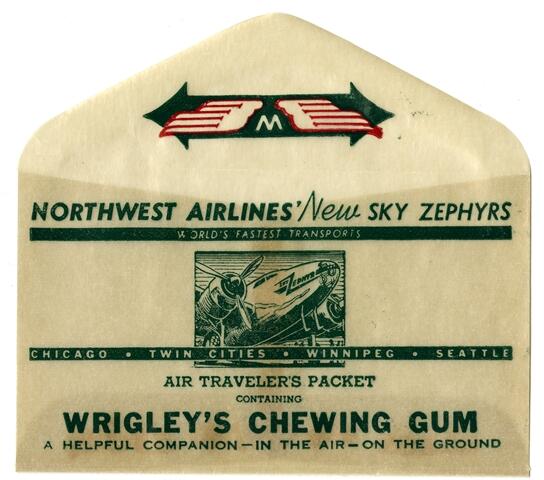 M
NORTHWEST AIRLINES' New SKY ZEPHYRS
WORLD'S FASTEST TRANSPORTS
ZEPHYR
CHICAGO • TWIN CITIES • WINNIPEG • SEATTLE
AIR TRAVELER'S PACKET
CONTAINING
WRIGLEY'S CHEWING GUM
A HELPFUL COMPANION—IN THE AIR—ON THE GROUND